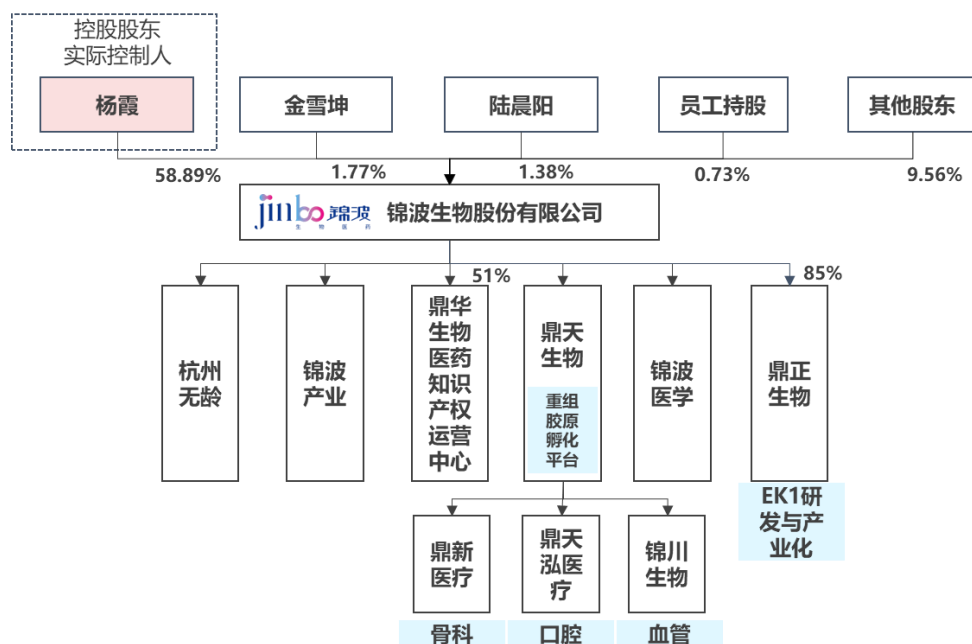 控股股东
实际控制人
杨霞
金雪坤
陆晨阳
员工持股
其他股东
58.89%
1.77%
1.38%
0.73%
9.56%
jinbo 锦波
生物医药
锦波生物股份有限公司
51%
85%
杭州
无龄
锦波
产业
鼎华
生物
医药
知识
产权
运营
中心
鼎天
生物
重组
胶原
孵化
平台
锦波
医学
鼎正
生物
EK1研
发与产
业化
鼎新
医疗
鼎天
泓医
疗
锦川
生物
骨科
口腔
血管